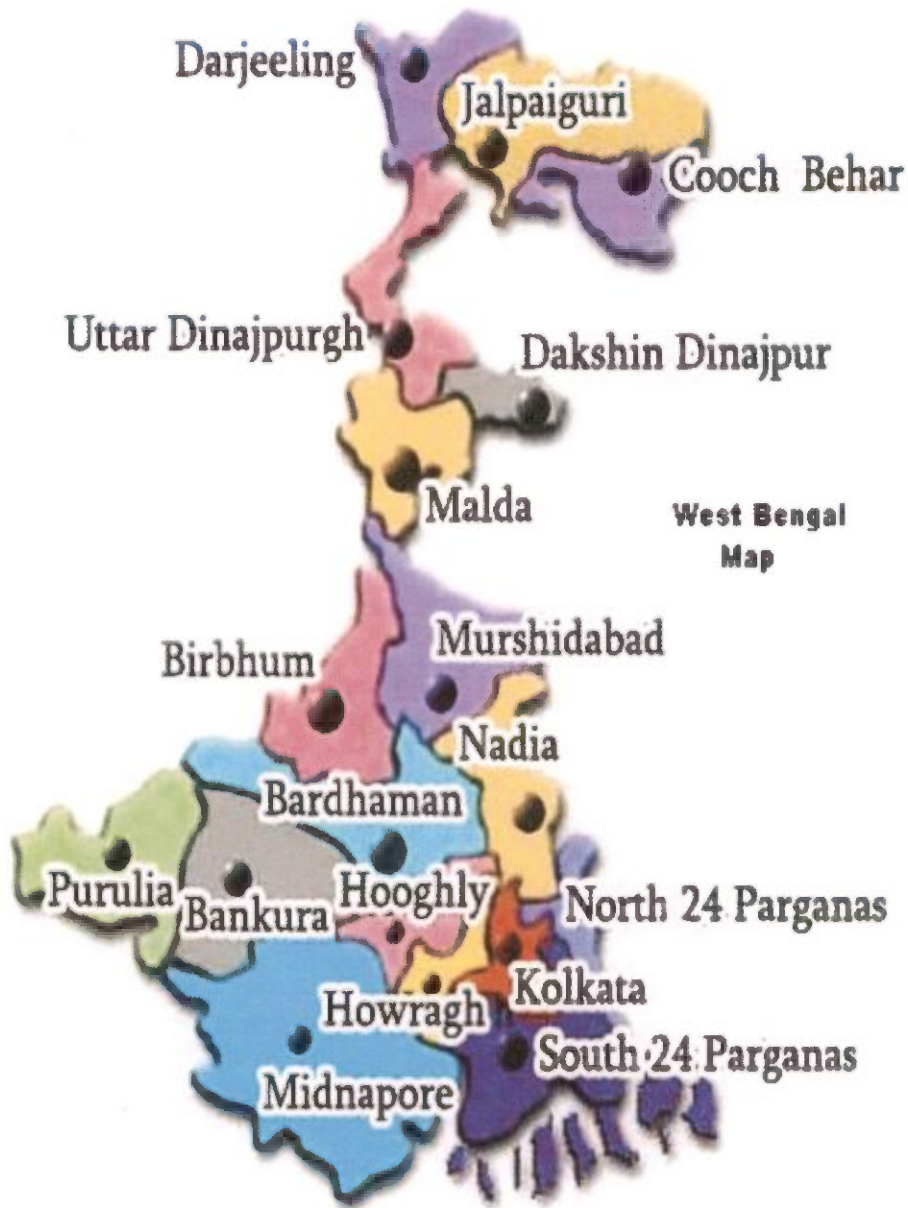 Darjeeling
Jalpaiguri
Cooch Behar
Uttar Dinajpurgh
Dakshin Dinajpur
Malda
West Bengal
Map
Birbhum
Murshidabad
Nadia
Bardhaman
Purulia
Bankura
Hooghly
North 24 Parganas
Howragh
Kolkata
South 24 Parganas
Midnapore